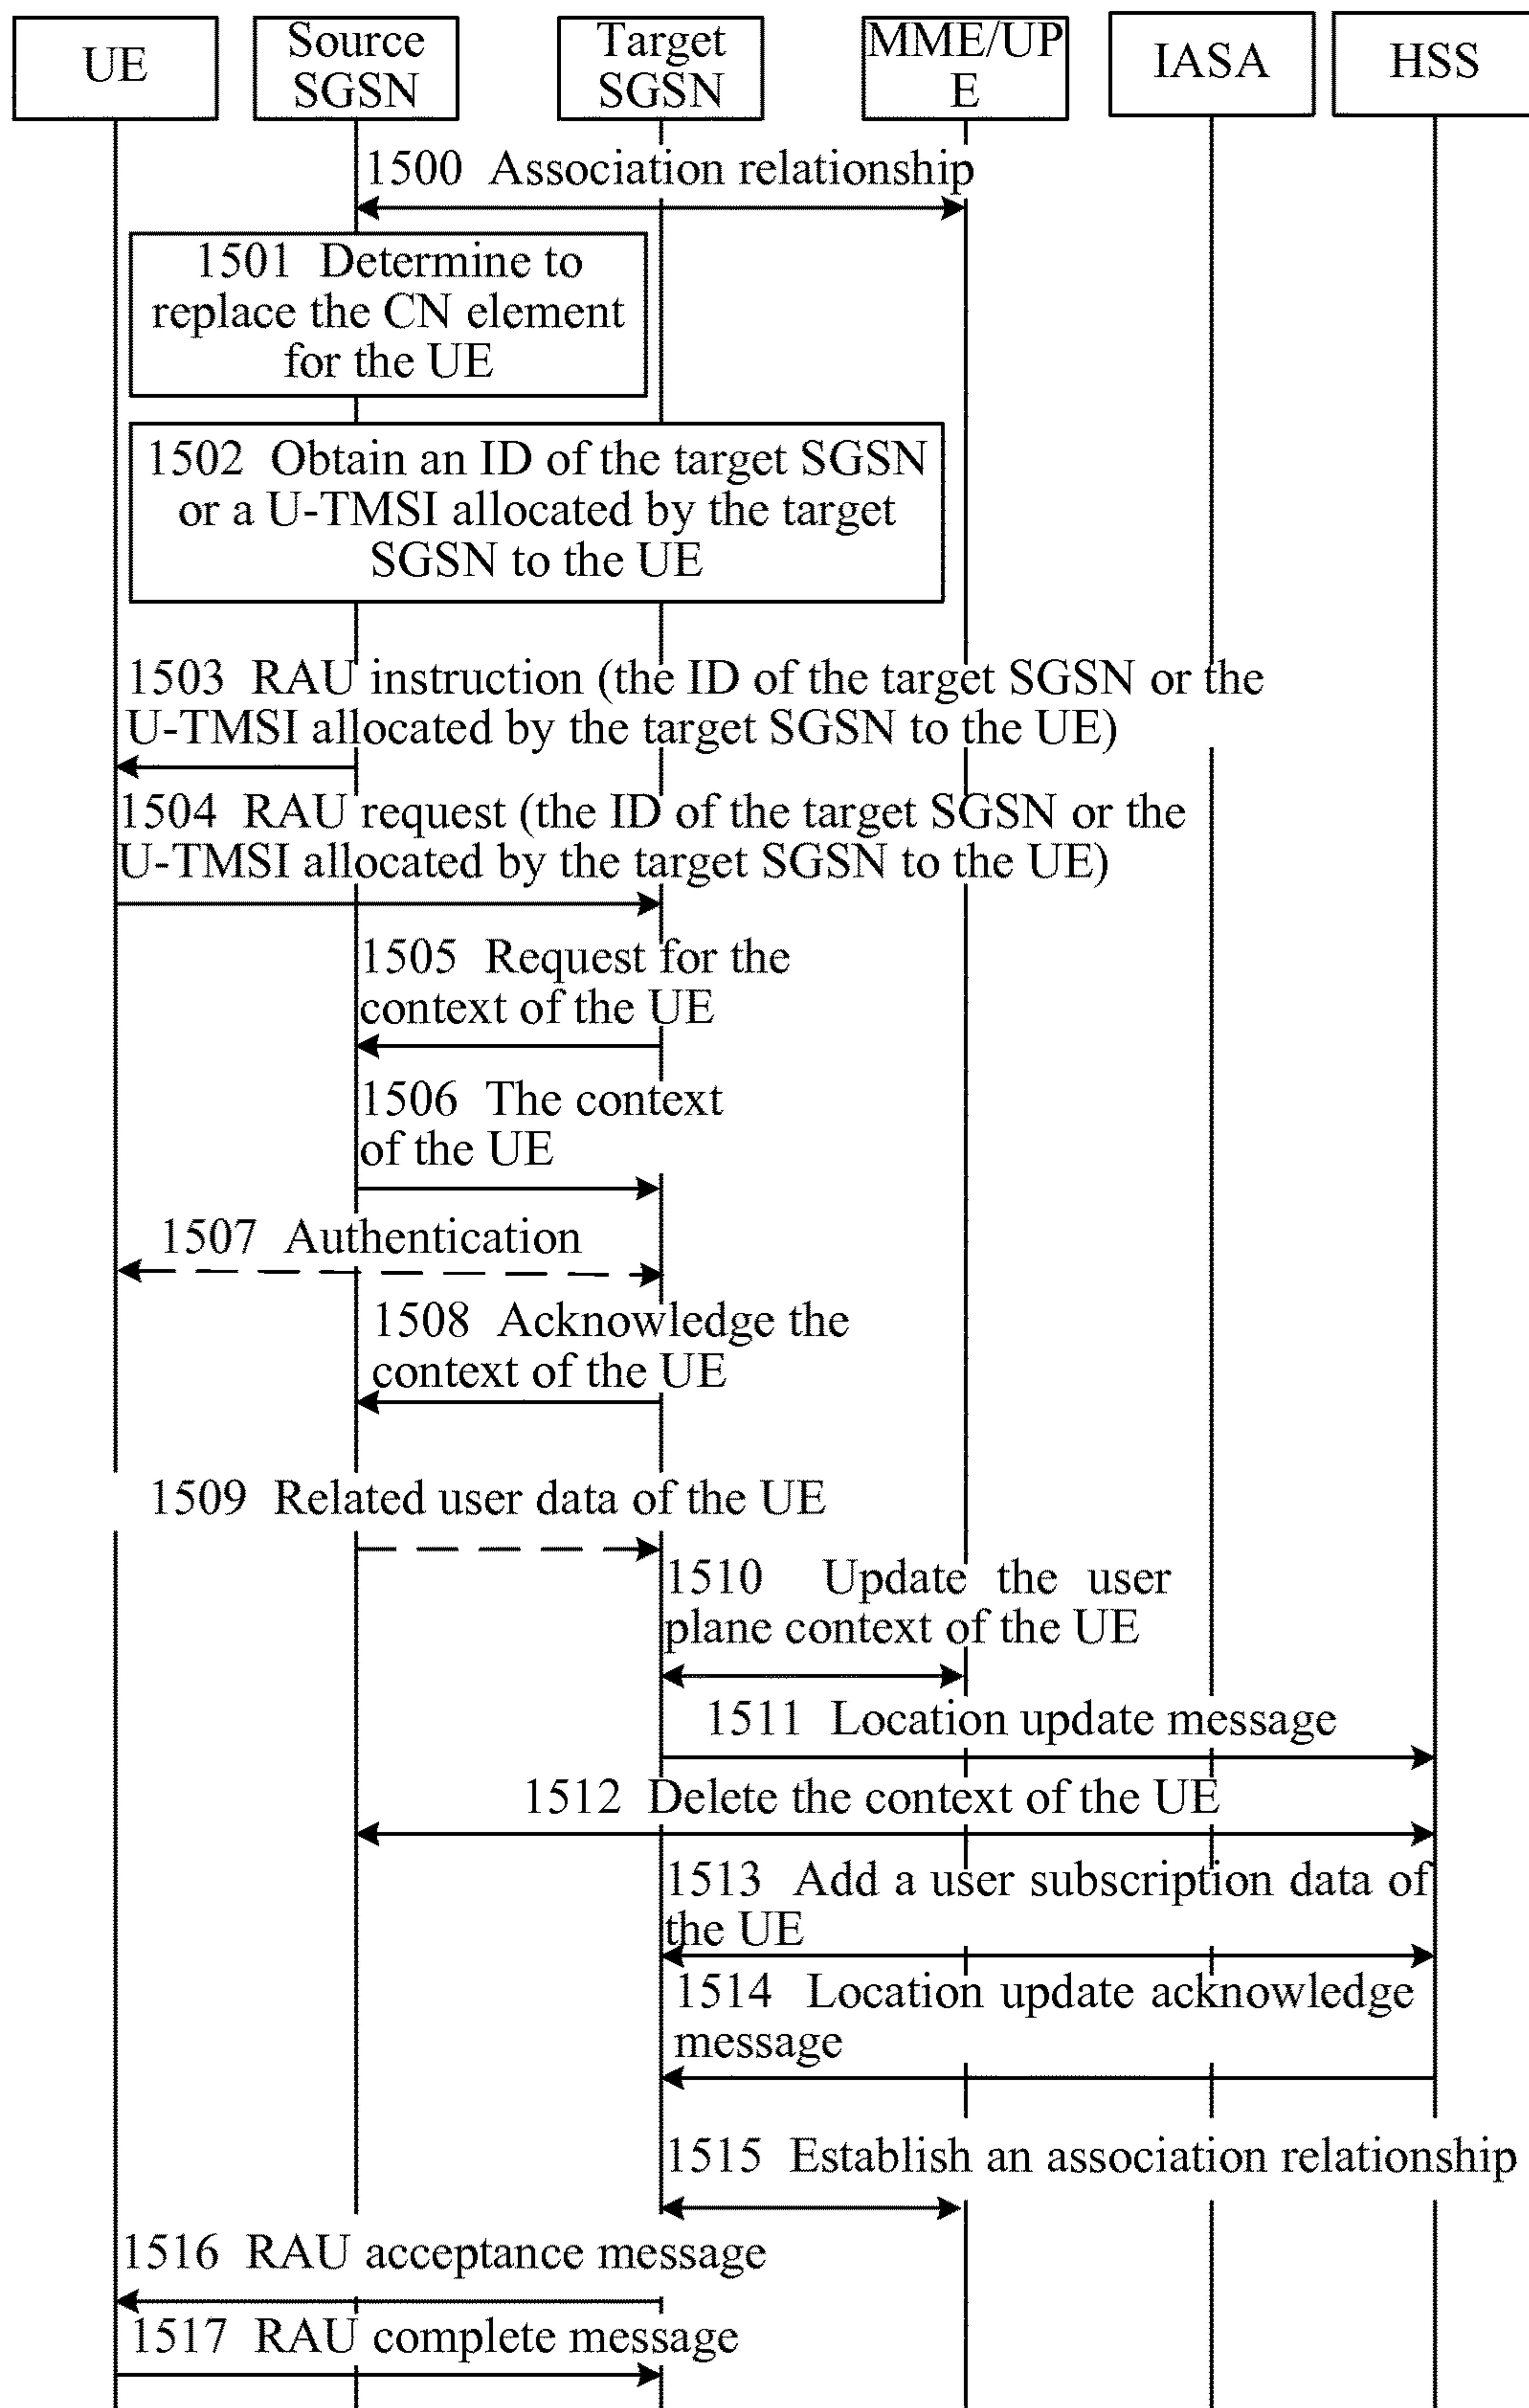 UE
Source
SGSN
Target
SGSN
MME/UP
E
IASA
HSS
1500 Association relationship
1501 Determine to
replace the CN element
for the UE
1502 Obtain an ID of the target SGSN
or a U-TMSI allocated by the target
SGSN to the UE
1503 RAU instruction (the ID of the target SGSN or the
U-TMSI allocated by the target SGSN to the UE)
1504 RAU request (the ID of the target SGSN or the
U-TMSI allocated by the target SGSN to the UE)
1505 Request for the
context of the UE
1506 The context
of the UE
1507 Authentication
1508 Acknowledge the
context of the UE
1509 Related user data of the UE
1510 Update the user
plane context of the UE
1511 Location update message
1512 Delete the context of the UE
1513 Add a user subscription data of
the UE
1514 Location update acknowledge
message
1515 Establish an association relationship
1516 RAU acceptance message
1517 RAU complete message